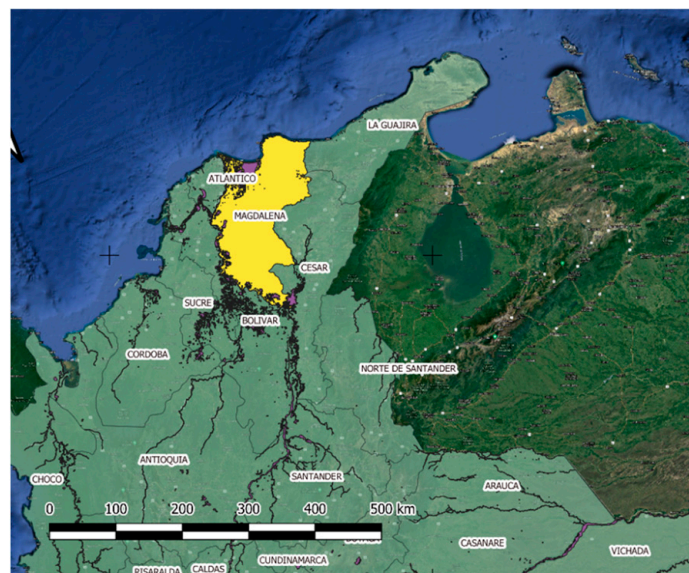 LA GUAJIRA
ATLANTICO
MAGDALENA
CESAR
SUCRE
BOLIVAR
CORDOBA
NORTE DE SANTANDER
ANTIOQUIA
SANTANDER
CHOCO
ARAUCA
0 100 200 300 400 500 km
CASANARE
VICHADA
CUNDINAMARCA
RISARALDA
CALDAS